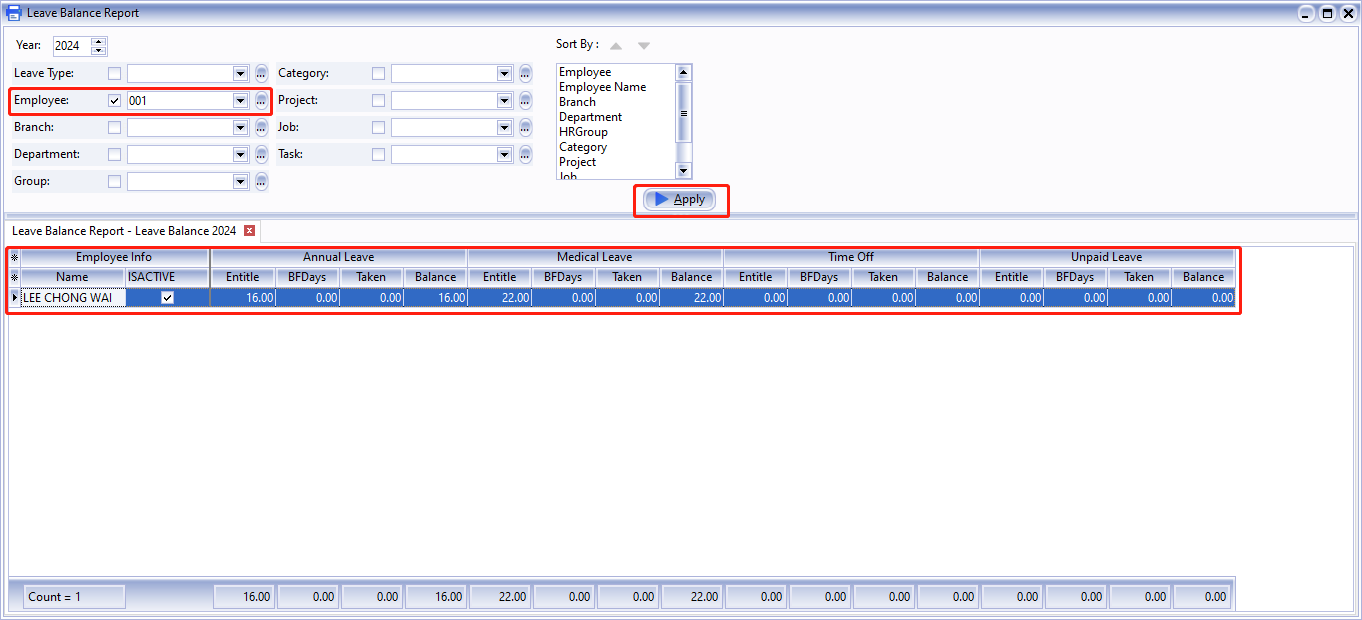 Leave Balance Report
Year: 2024
Sort By :
Leave Type:
Category:
Employee: 001
Project:
Branch:
Job:
Department:
Task:
Group:
Employee
Employee Name
Branch
Department
HRGroup
Category
Project
Job
Apply
Leave Balance Report - Leave Balance 2024
Employee Info Annual Leave Medical Leave Time Off Unpaid Leave
Name ISACTIVE Entitle BFDays Taken Balance Entitle BFDays Taken Balance Entitle BFDays Taken Balance Entitle BFDays Taken Balance
LEE CHONG WAI 16.00 0.00 0.00 16.00 22.00 0.00 0.00 22.00 0.00 0.00 0.00 0.00 0.00 0.00 0.00 0.00
Count = 1 16.00 0.00 0.00 16.00 22.00 0.00 0.00 22.00 0.00 0.00 0.00 0.00 0.00 0.00 0.00 0.00